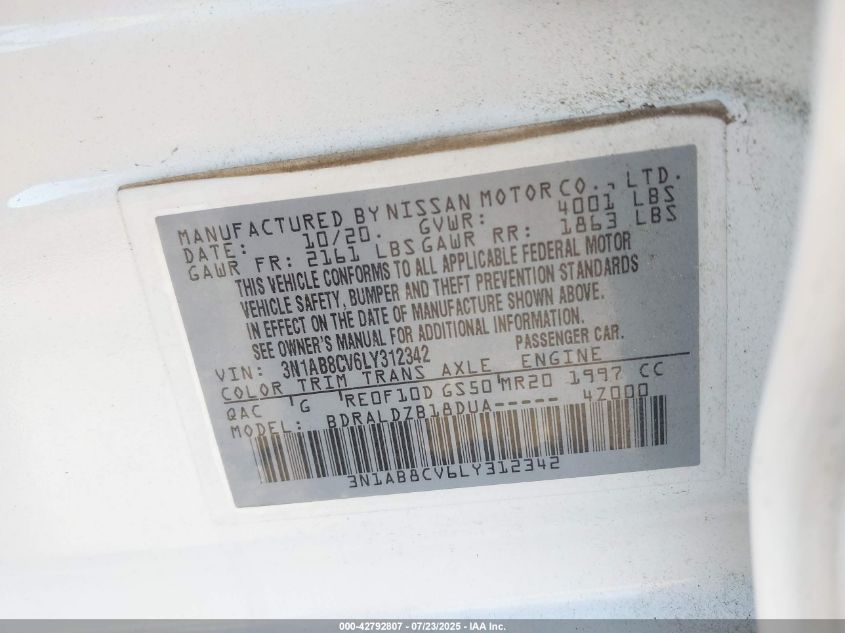 MANUFACTURED BY NISSAN MOTOR CO., LTD.
DATE: 10/20. GVWR: 4001 LBS
GAWR FR: 2161 LBS GAWR RR: 1863 LBS
THIS VEHICLE CONFORMS TO ALL APPLICABLE FEDERAL MOTOR
VEHICLE SAFETY, BUMPER AND THEFT PREVENTION STANDARDS
IN EFFECT ON THE DATE OF MANUFACTURE SHOWN ABOVE.
SEE OWNER'S MANUAL FOR ADDITIONAL INFORMATION.
VIN: 3N1AB8CV6LY312342 PASSENGER CAR.
COLOR TRIM TRANS AXLE ENGINE
QAC 'G RE0F10D GS50'MR20 1997 CC
MODEL: BDRALDZB18DUA----- 4Z000
3N1AB8CV6LY312342
000-42792807 - 07/23/2025 - IAA Inc.